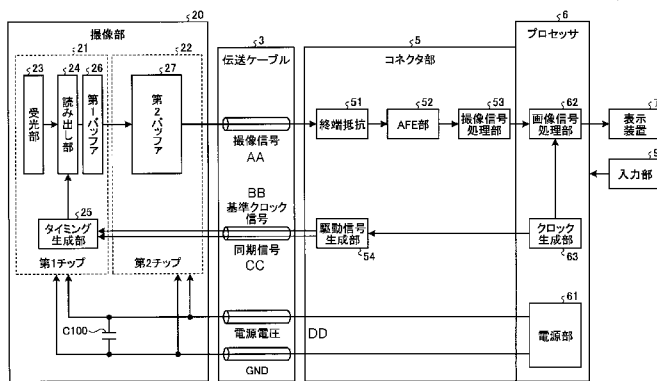 20
撮像部
21
22
23
24
26
27
受光部
読み出し部
第1バッファ
第2バッファ
25
タイミング
生成部
第1チップ
第2チップ
C100
3
伝送ケーブル
撮像信号
AA
BB
基準クロック
信号
同期信号
CC
電源電圧
GND
5
コネクタ部
51
終端抵抗
52
AFE部
53
撮像信号
処理部
駆動信号
生成部
54
DD
6
プロセッサ
62
画像信号
処理部
クロック
生成部
63
61
電源部
7
表示
装置
入力部